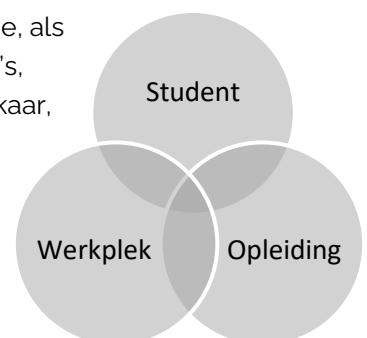 e, als
's,
kaar,
Student
Werkplek
Opleiding